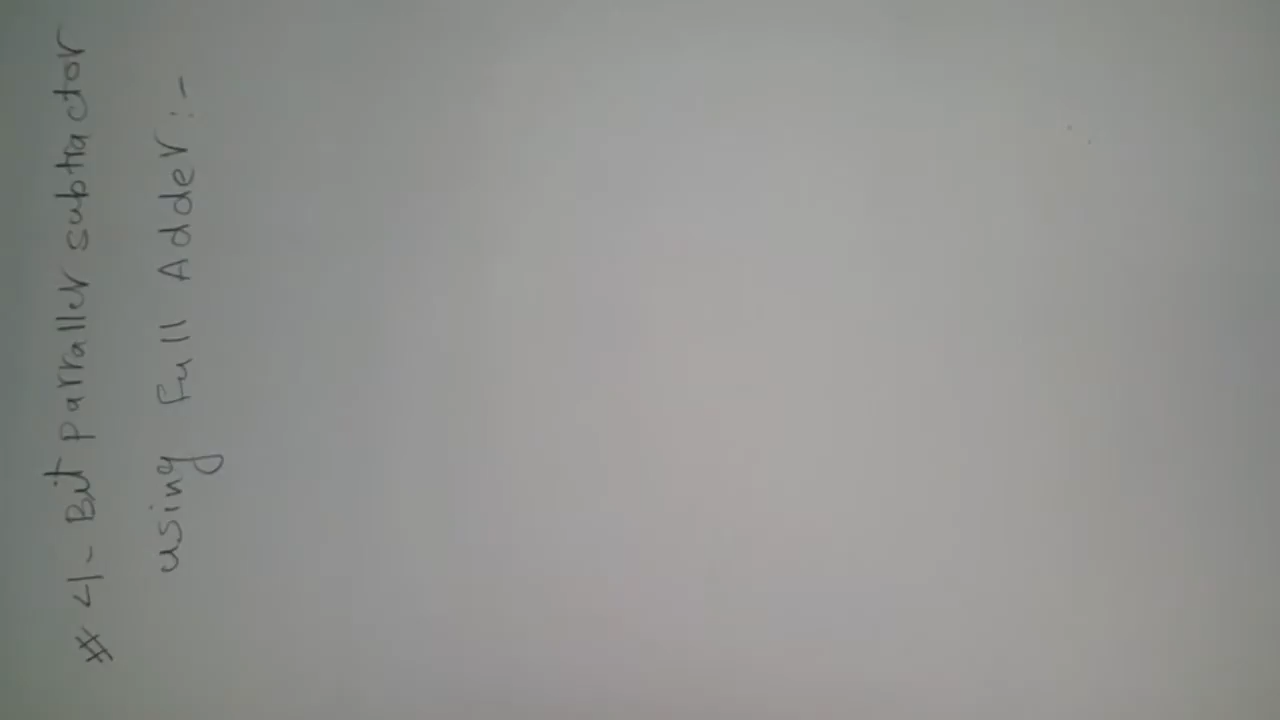 # 4-Bit parraller subtractor
using Full Adder:-